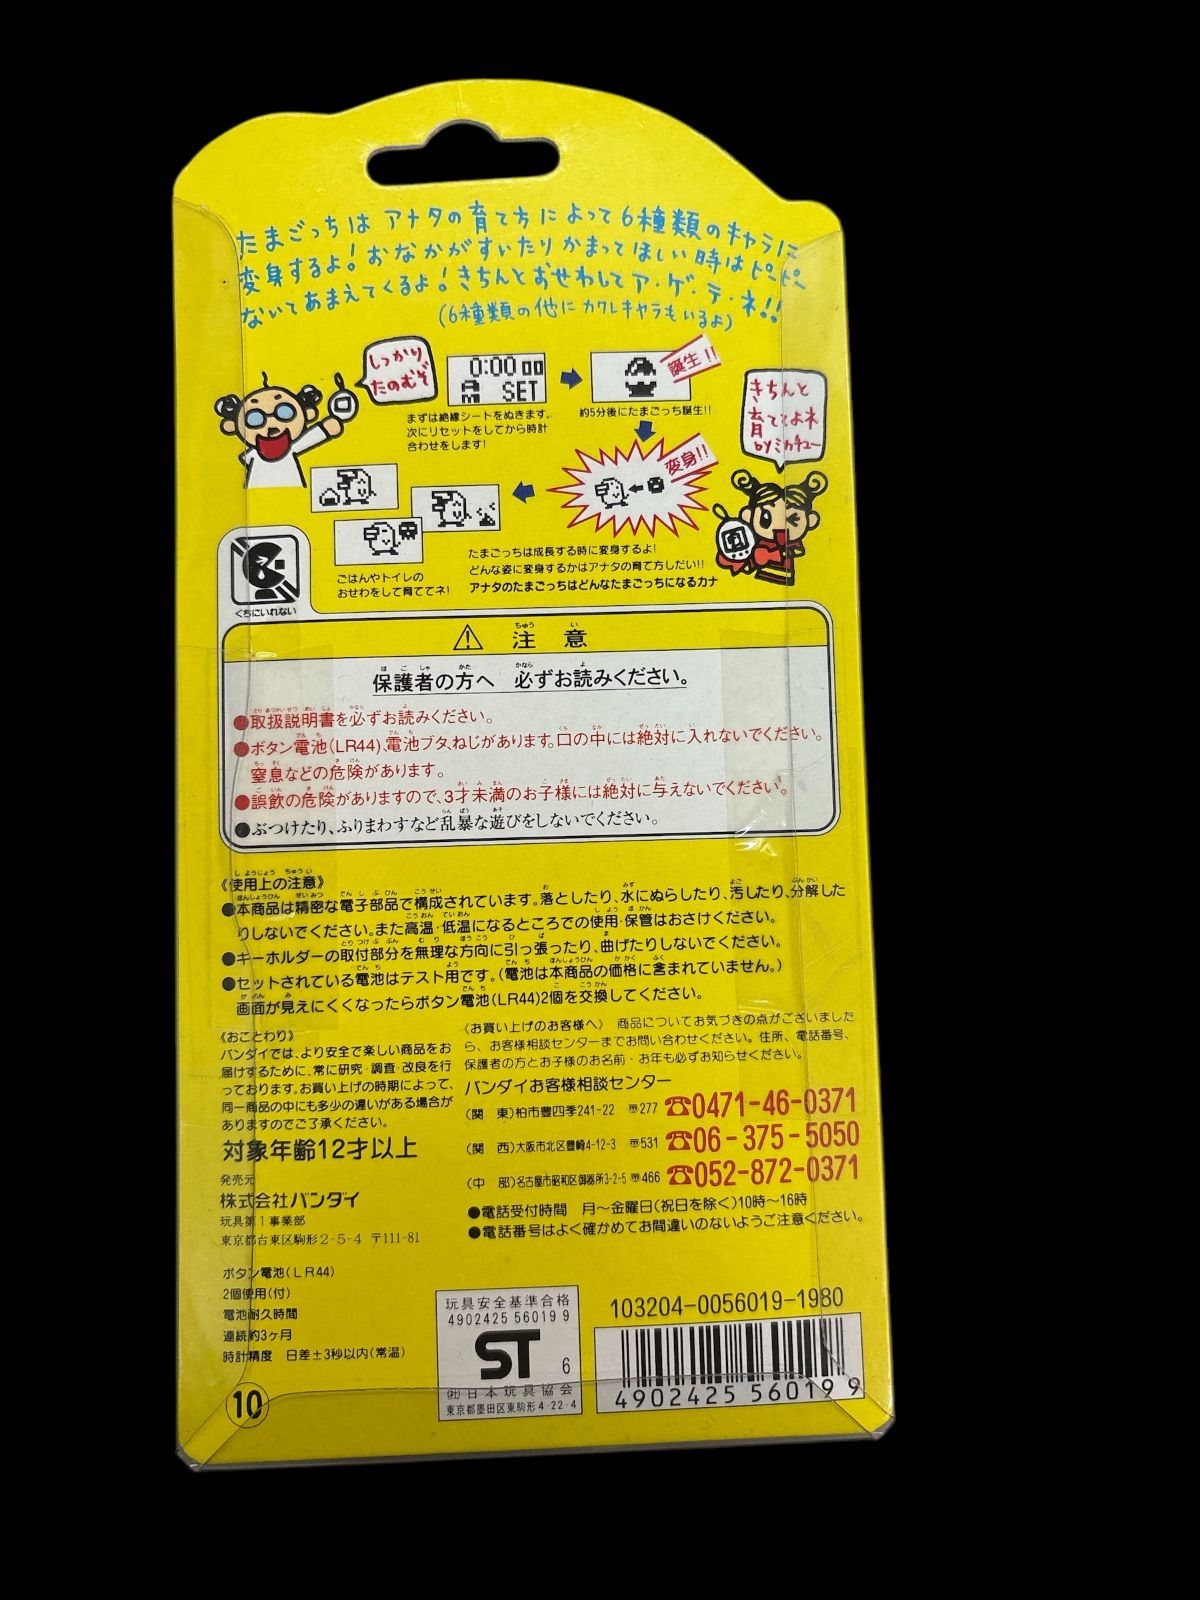 たまごっちは アナタの育て方によって6種類のキャラに
変身するよ!おなかがすいたりかまってほしい時はピーピー
ないてあまえてくるよ!きちんとおせわしてア・ゲ・テ・ネ!!
(6種類の他にカクレキャラもいるよ)
しっかり
たのむぞ
0:00 00
AM SET
誕生!!
まずは絶縁シートをぬきます。
次にリセットをしてから時計
合わせをします!
約5分後にたまごっち誕生!!
きちんと
育ててよネ
byミカチュー
変身!!
ごはんやトイレの
おせわをして育ててネ!
たまごっちは成長する時に変身するよ!
どんな姿に変身するかはアナタの育て方しだい!!
アナタのたまごっちはどんなたまごっちになるカナ
くちにいれない
⚠ 注意
保護者の方へ 必ずお読みください。
●取扱説明書を必ずお読みください。
●ボタン電池(LR44)、電池ブタ、ねじがあります。口の中には絶対に入れないでください。
窒息などの危険があります。
●誤飲の危険がありますので、3才未満のお子様には絶対に与えないでください。
●ぶつけたり、ふりまわすなど乱暴な遊びをしないでください。
《使用上の注意》
●本商品は精密な電子部品で構成されています。落としたり、水にぬらしたり、汚したり、分解した
りしないでください。また高温・低温になるところでの使用・保管はおさけください。
●キーホルダーの取付部分を無理な方向に引っ張ったり、曲げたりしないでください。
●セットされている電池はテスト用です。(電池は本商品の価格に含まれていません。)
画面が見えにくくなったらボタン電池(LR44)2個を交換してください。
《おことわり》
バンダイでは、より安全で楽しい商品をお
届けするために、常に研究・調査・改良を行
っております。お買い上げの時期によって、
同一商品の中にも多少の違いがある場合が
ありますのでご了承ください。
対象年齢12才以上
発売元
株式会社バンダイ
玩具第1事業部
東京都台東区駒形2-5-4 〒111-81
ボタン電池(LR44)
2個使用(付)
電池耐久時間
連続約3ヶ月
時計精度 日差±3秒以内(常温)
10
《お買い上げのお客様へ》 商品についてお気づきの点がございました
ら、お客様相談センターまでお問い合わせください。住所、電話番号、
保護者の方とお子様のお名前・お年も必ずお知らせください。
バンダイお客様相談センター
(関 東)柏市豊四季241-22 〒277 ☎0471-46-0371
(関 西)大阪市北区豊崎4-12-3 〒531 ☎06-375-5050
(中 部)名古屋市昭和区御器所3-2-5 〒466 ☎052-872-0371
●電話受付時間 月～金曜日(祝日を除く)10時～16時
●電話番号はよく確かめてお間違いのないようご注意ください。
玩具安全基準合格
4902425 56019 9
ST 6
(社)日本玩具協会
東京都墨田区東駒形4-22-4
103204-0056019-1980
4902425 56019 9